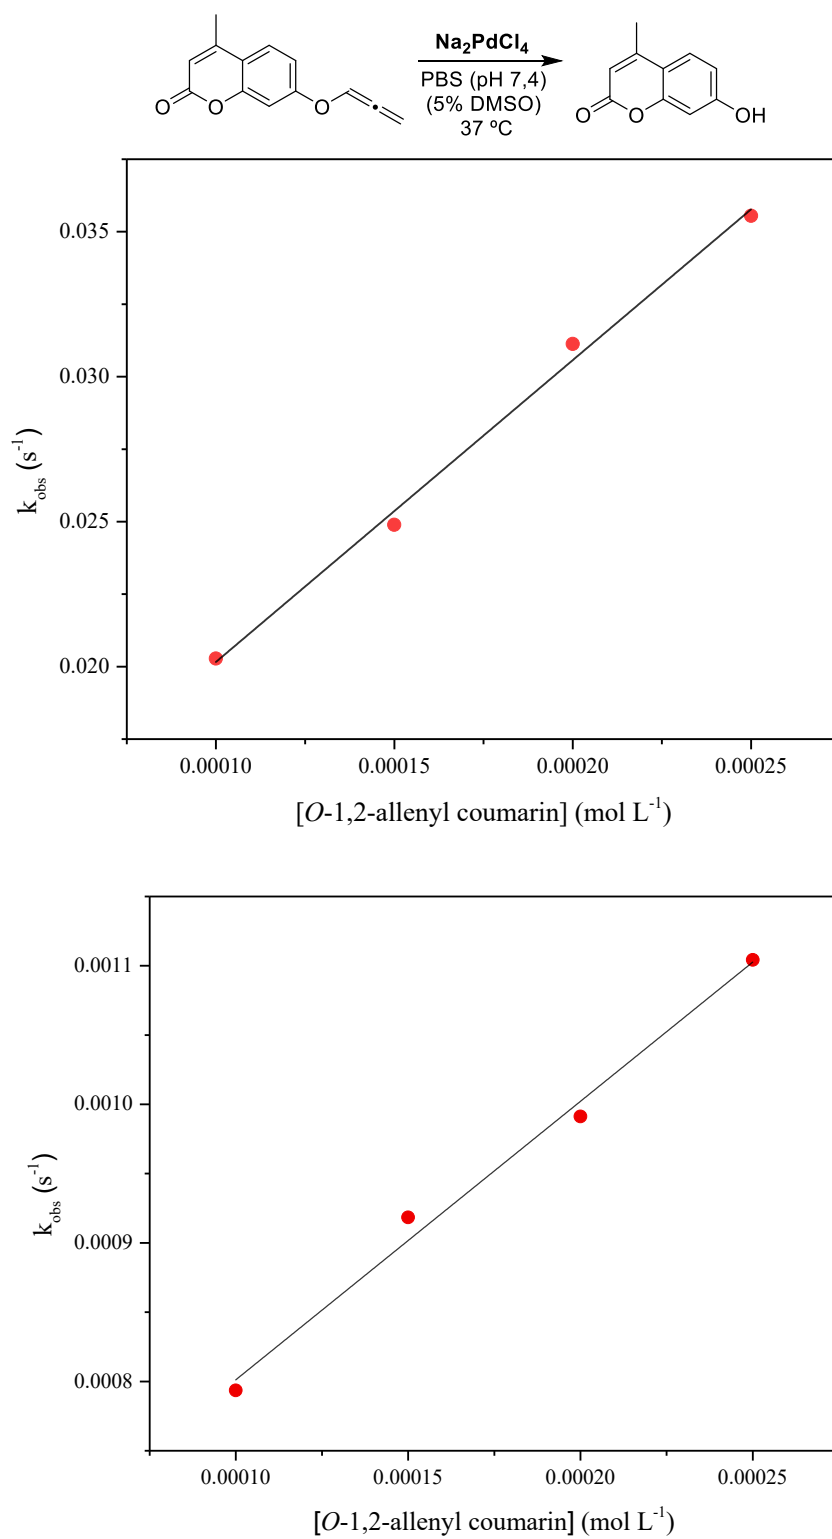 Na2PdCl4
PBS (pH 7,4)
(5% DMSO)
37 ºC
O O O
O O OH
0.035
0.030
0.025
0.020
kobs (s-1)
0.00010 0.00015 0.00020 0.00025
[O-1,2-allenyl coumarin] (mol L-1)
0.0011
0.0010
0.0009
0.0008
kobs (s-1)
0.00010 0.00015 0.00020 0.00025
[O-1,2-allenyl coumarin] (mol L-1)